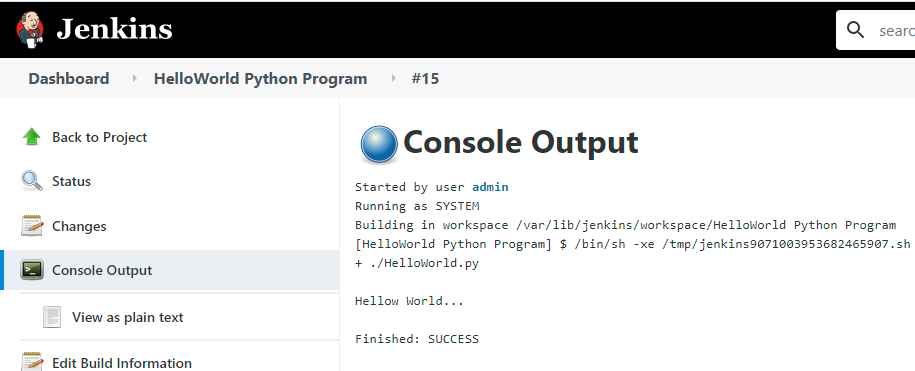 Jenkins
searc
Dashboard HelloWorld Python Program #15
Back to Project
Status
Changes
Console Output
View as plain text
Edit Build Information
Console Output
Started by user admin
Running as SYSTEM
Building in workspace /var/lib/jenkins/workspace/HelloWorld Python Program
[HelloWorld Python Program] $ /bin/sh -xe /tmp/jenkins9071003953682465907.sh
+ ./HelloWorld.py
Hellow World...
Finished: SUCCESS